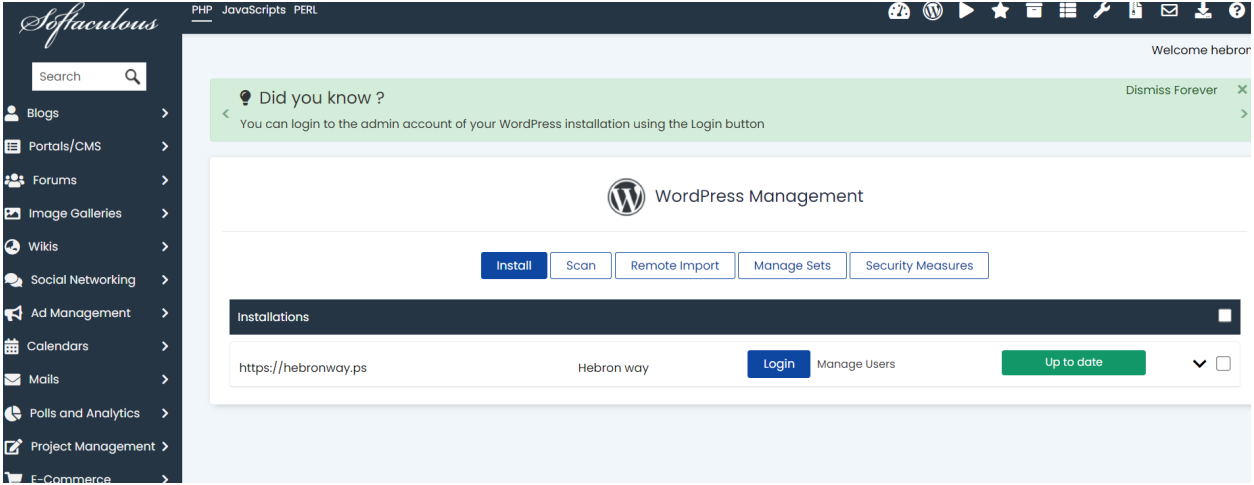 Softaculous
PHP JavaScripts PERL
Welcome hebron
Search
Blogs
Portals/CMS
Forums
Image Galleries
Wikis
Social Networking
Ad Management
Calendars
Mails
Polls and Analytics
Project Management
E-Commerce
Did you know ?
Dismiss Forever
You can login to the admin account of your WordPress installation using the Login button
WordPress Management
Install Scan Remote Import Manage Sets Security Measures
Installations
https://hebronway.ps Hebron way Login Manage Users Up to date